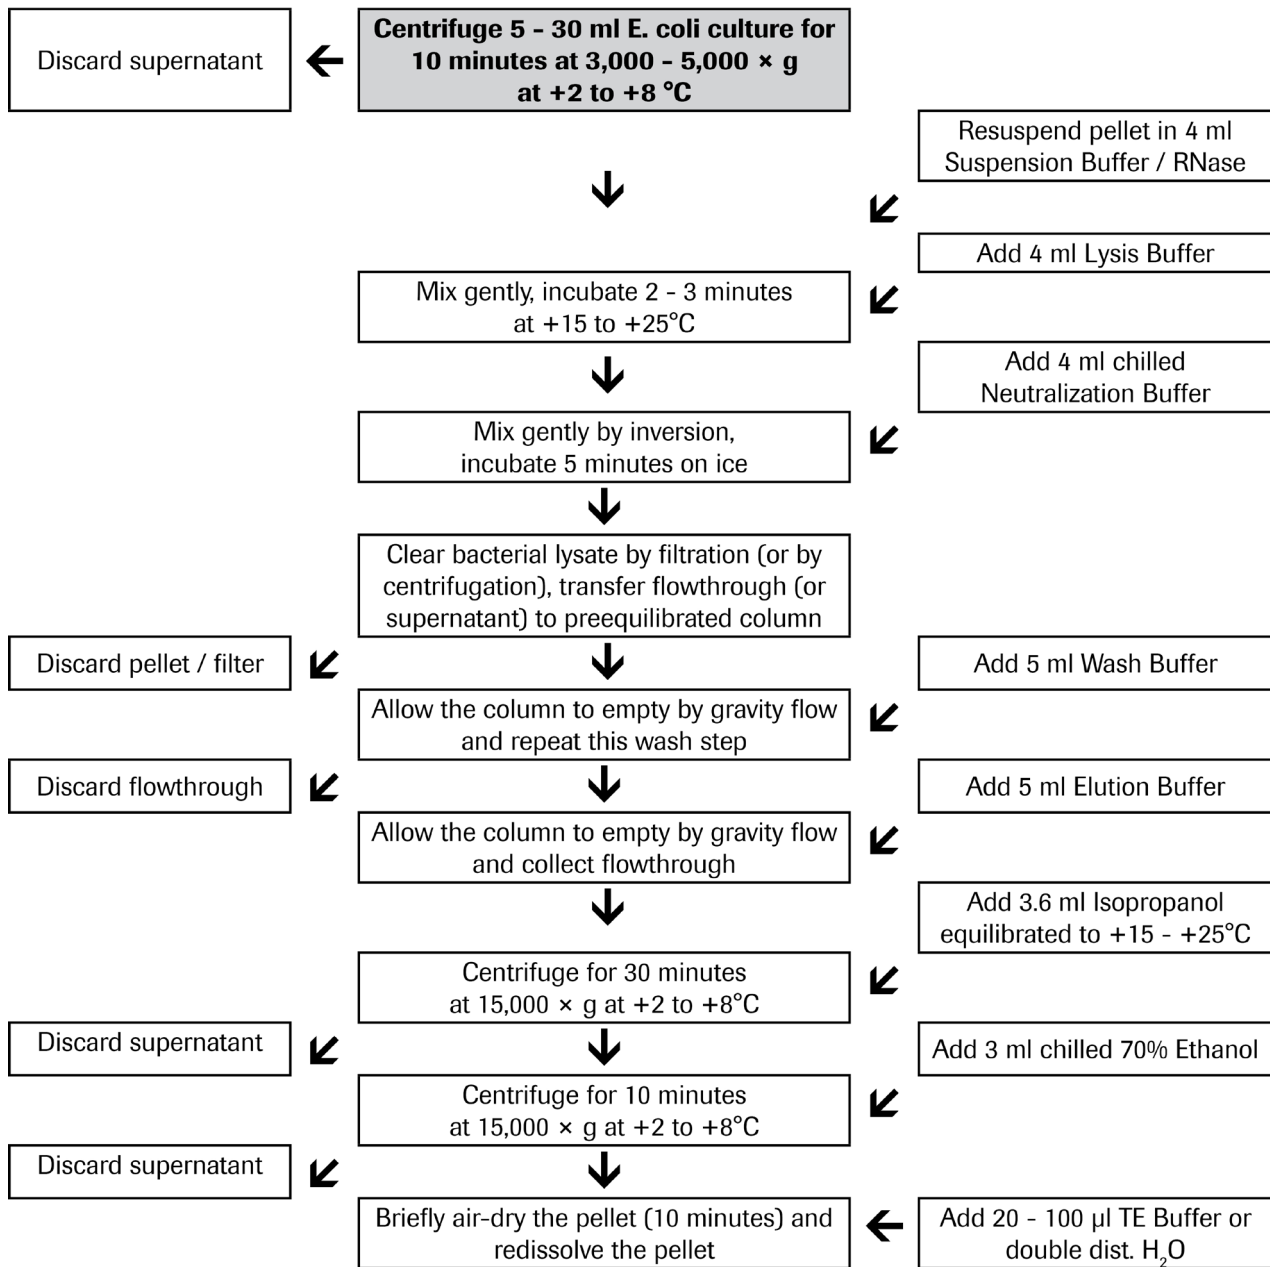 Discard supernatant
Centrifuge 5 - 30 ml E. coli culture for
10 minutes at 3,000 - 5,000 × g
at +2 to +8 °C
Resuspend pellet in 4 ml
Suspension Buffer / RNase
Add 4 ml Lysis Buffer
Mix gently, incubate 2 - 3 minutes
at +15 to +25°C
Add 4 ml chilled
Neutralization Buffer
Mix gently by inversion,
incubate 5 minutes on ice
Clear bacterial lysate by filtration (or by
centrifugation), transfer flowthrough (or
supernatant) to preequilibrated column
Discard pellet / filter
Add 5 ml Wash Buffer
Allow the column to empty by gravity flow
and repeat this wash step
Discard flowthrough
Add 5 ml Elution Buffer
Allow the column to empty by gravity flow
and collect flowthrough
Add 3.6 ml Isopropanol
equilibrated to +15 - +25°C
Centrifuge for 30 minutes
at 15,000 × g at +2 to +8°C
Discard supernatant
Add 3 ml chilled 70% Ethanol
Centrifuge for 10 minutes
at 15,000 × g at +2 to +8°C
Discard supernatant
Briefly air-dry the pellet (10 minutes) and
redissolve the pellet
Add 20 - 100 µl TE Buffer or
double dist. H₂O